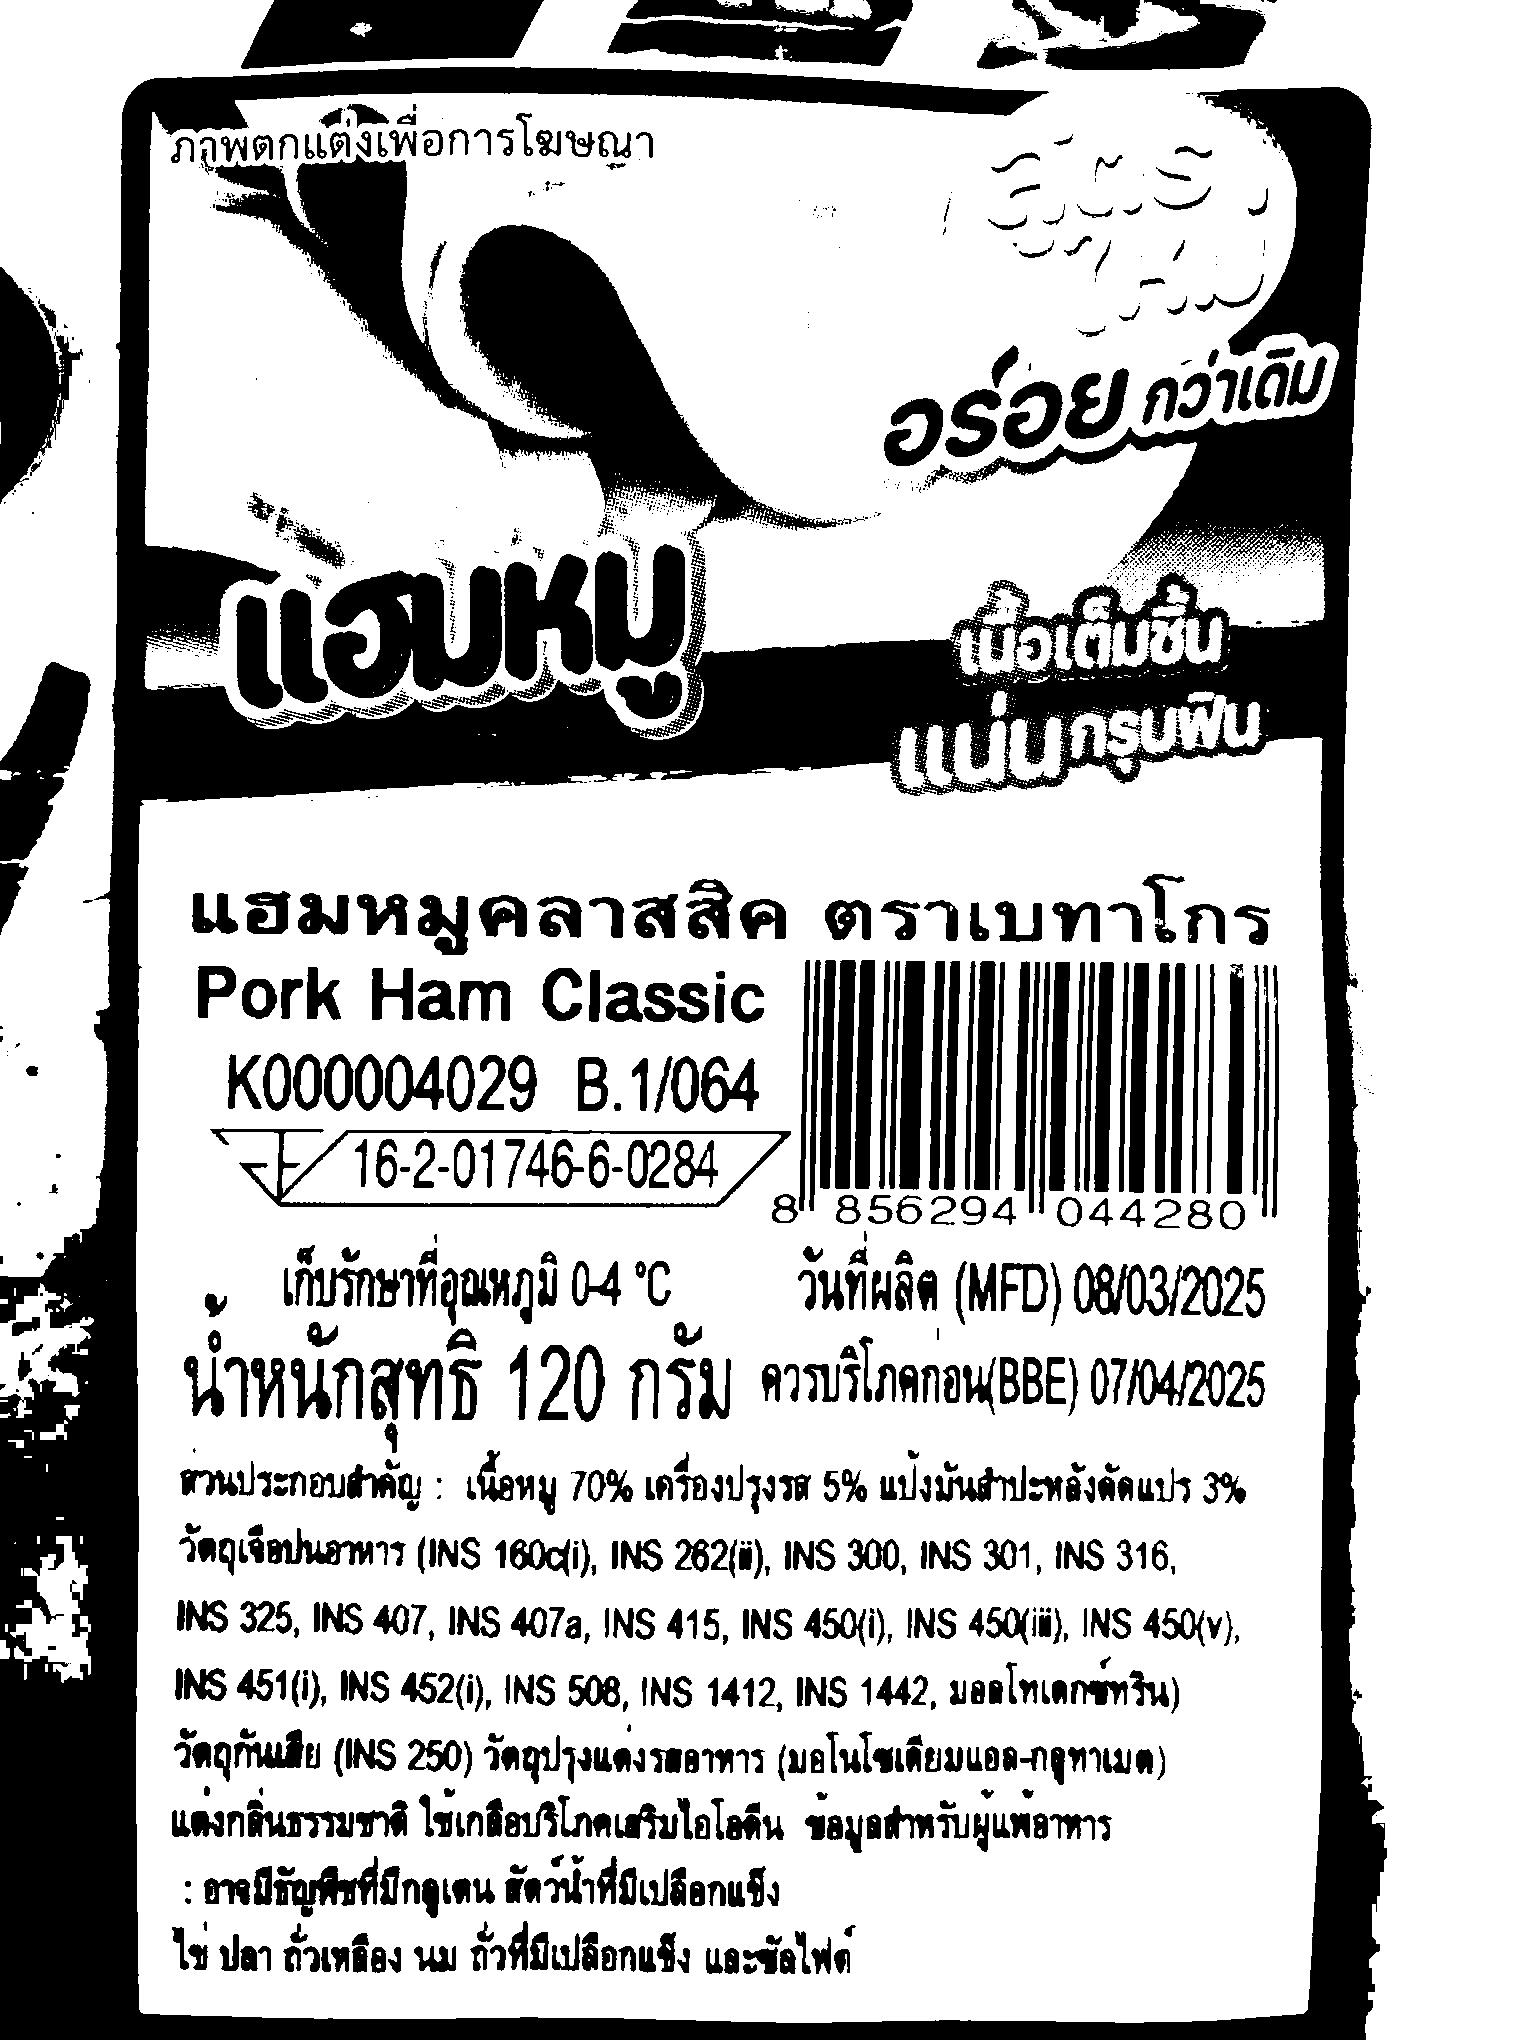 ภาพตกแต่งเพื่อการโฆษณา
สูตร
ใหม่
อร่อย กว่าเดิม
แฮมหมู
เนื้อเต็มชิ้น
แน่นกรุบฟิน
แฮมหมูคลาสสิค ตราเบทาโกร
Pork Ham Classic
K000004029 B.1/064
16-2-01746-6-0284
8 856294 044280
เก็บรักษาที่อุณหภูมิ 0-4 °C
วันที่ผลิต (MFD) 08/03/2025
น้ำหนักสุทธิ 120 กรัม
ควรบริโภคก่อน(BBE) 07/04/2025
ส่วนประกอบสำคัญ : เนื้อหมู 70% เครื่องปรุงรส 5% แป้งมันสำปะหลังดัดแปร 3%
วัตถุเจือปนอาหาร (INS 160c(i), INS 262(ii), INS 300, INS 301, INS 316,
INS 325, INS 407, INS 407a, INS 415, INS 450(i), INS 450(iii), INS 450(v),
INS 451(i), INS 452(i), INS 508, INS 1412, INS 1442, มอลโทเดกซ์ทริน)
วัตถุกันเสีย (INS 250) วัตถุปรุงแต่งรสอาหาร (มอโนโซเดียมแอล-กลูทาเมต)
แต่งกลิ่นธรรมชาติ ใช้เกลือบริโภคเสริมไอโอดีน ข้อมูลสำหรับผู้แพ้อาหาร
: อาจมีธัญพืชที่มีกลูเตน สัตว์น้ำที่มีเปลือกแข็ง
ไข่ ปลา ถั่วเหลือง นม ถั่วที่มีเปลือกแข็ง และซัลไฟต์